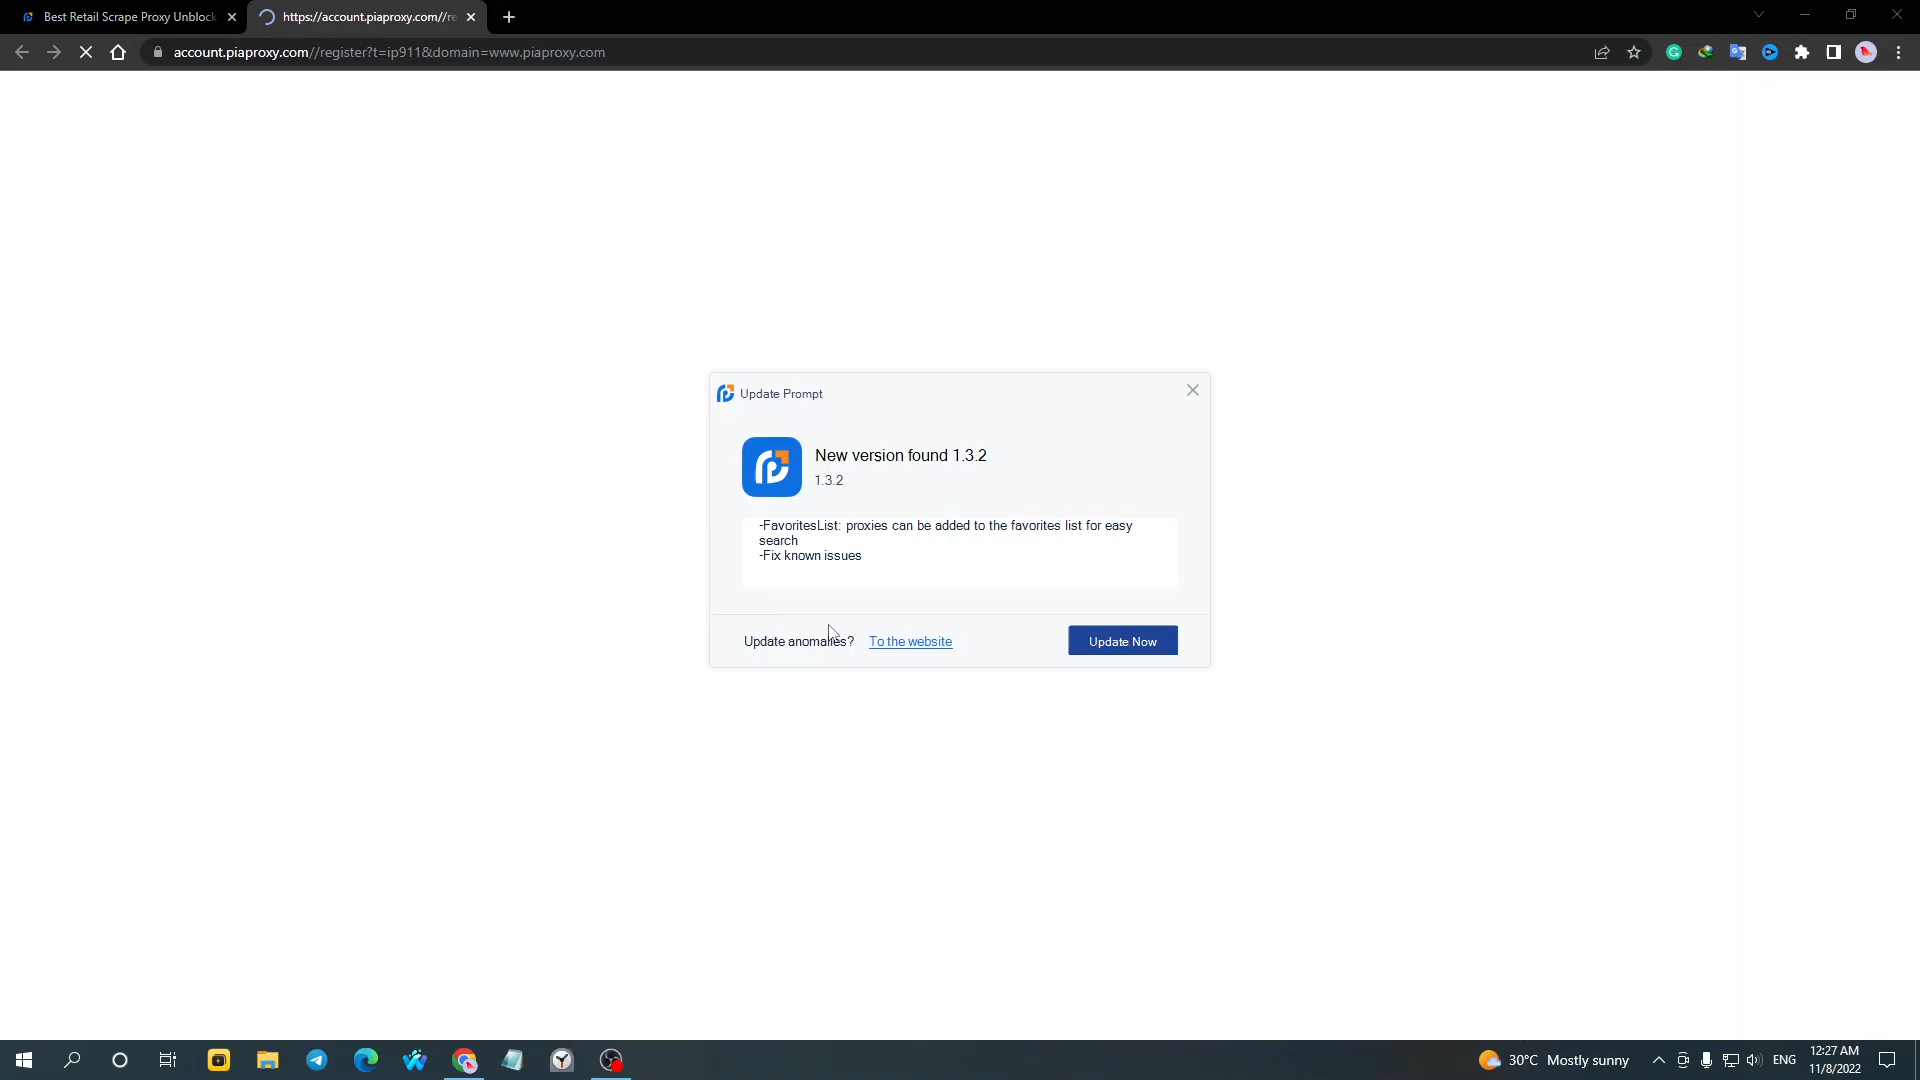 Best Retail Scrape Proxy Unblock
https://account.piaproxy.com//re
account.piaproxy.com//register?t=ip911&domain=www.piaproxy.com
Update Prompt
New version found 1.3.2
1.3.2
-FavoritesList: proxies can be added to the favorites list for easy
search
-Fix known issues
Update anomalies? To the website
Update Now
30°C Mostly sunny
ENG
12:27 AM
11/8/2022